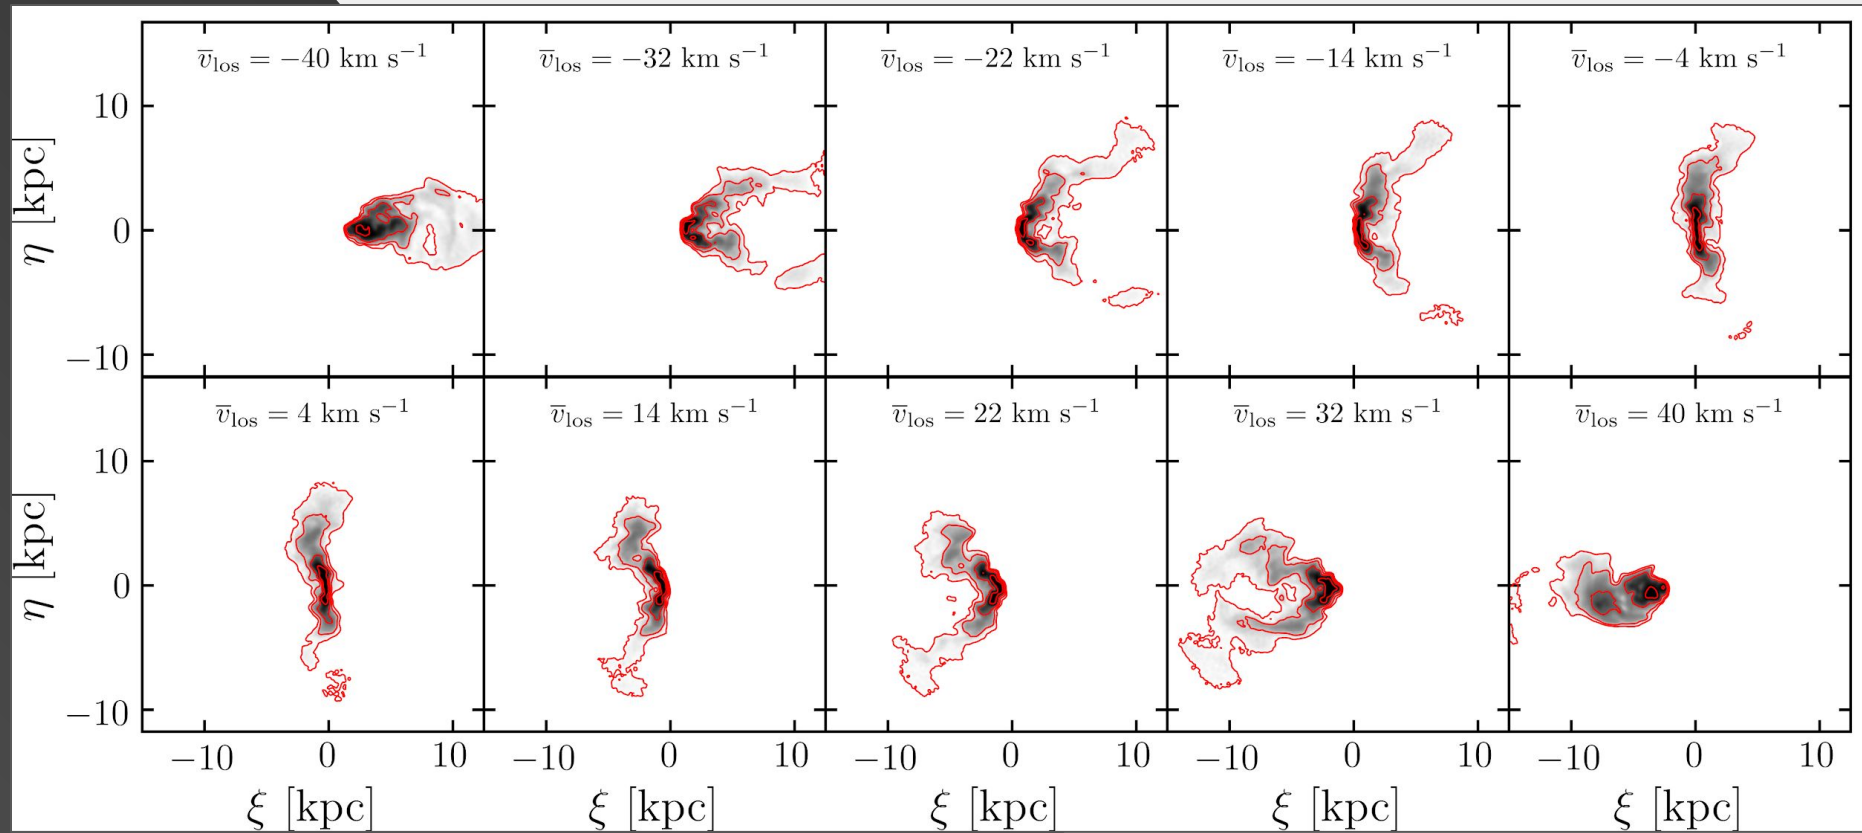 v̅los = −40 km s⁻¹
v̅los = −32 km s⁻¹
v̅los = −22 km s⁻¹
v̅los = −14 km s⁻¹
v̅los = −4 km s⁻¹
10
0
−10
η [kpc]
v̅los = 4 km s⁻¹
v̅los = 14 km s⁻¹
v̅los = 22 km s⁻¹
v̅los = 32 km s⁻¹
v̅los = 40 km s⁻¹
10
0
−10
η [kpc]
−10 0 10
−10 0 10
−10 0 10
−10 0 10
−10 0 10
ξ [kpc]
ξ [kpc]
ξ [kpc]
ξ [kpc]
ξ [kpc]